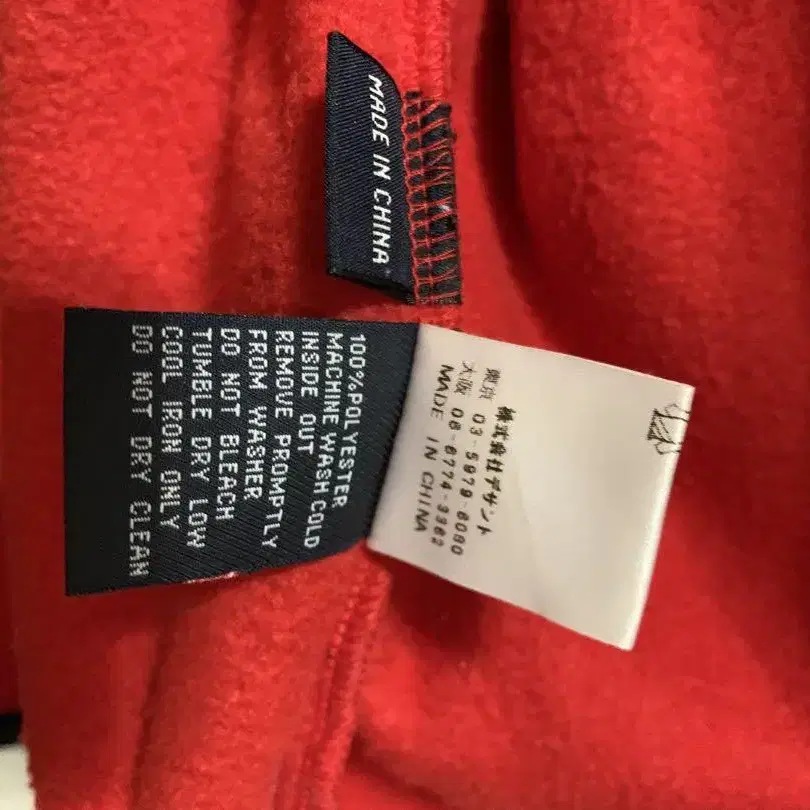 MADE IN CHINA
100% POLYESTER
MACHINE WASH COLD
INSIDE OUT
REMOVE PROMPTLY
FROM WASHER
DO NOT BLEACH
TUMBLE DRY LOW
COOL IRON ONLY
DO NOT DRY CLEAN
株式会社デサント
東京 03-5979-6080
大阪 06-6774-3362
MADE IN CHINA